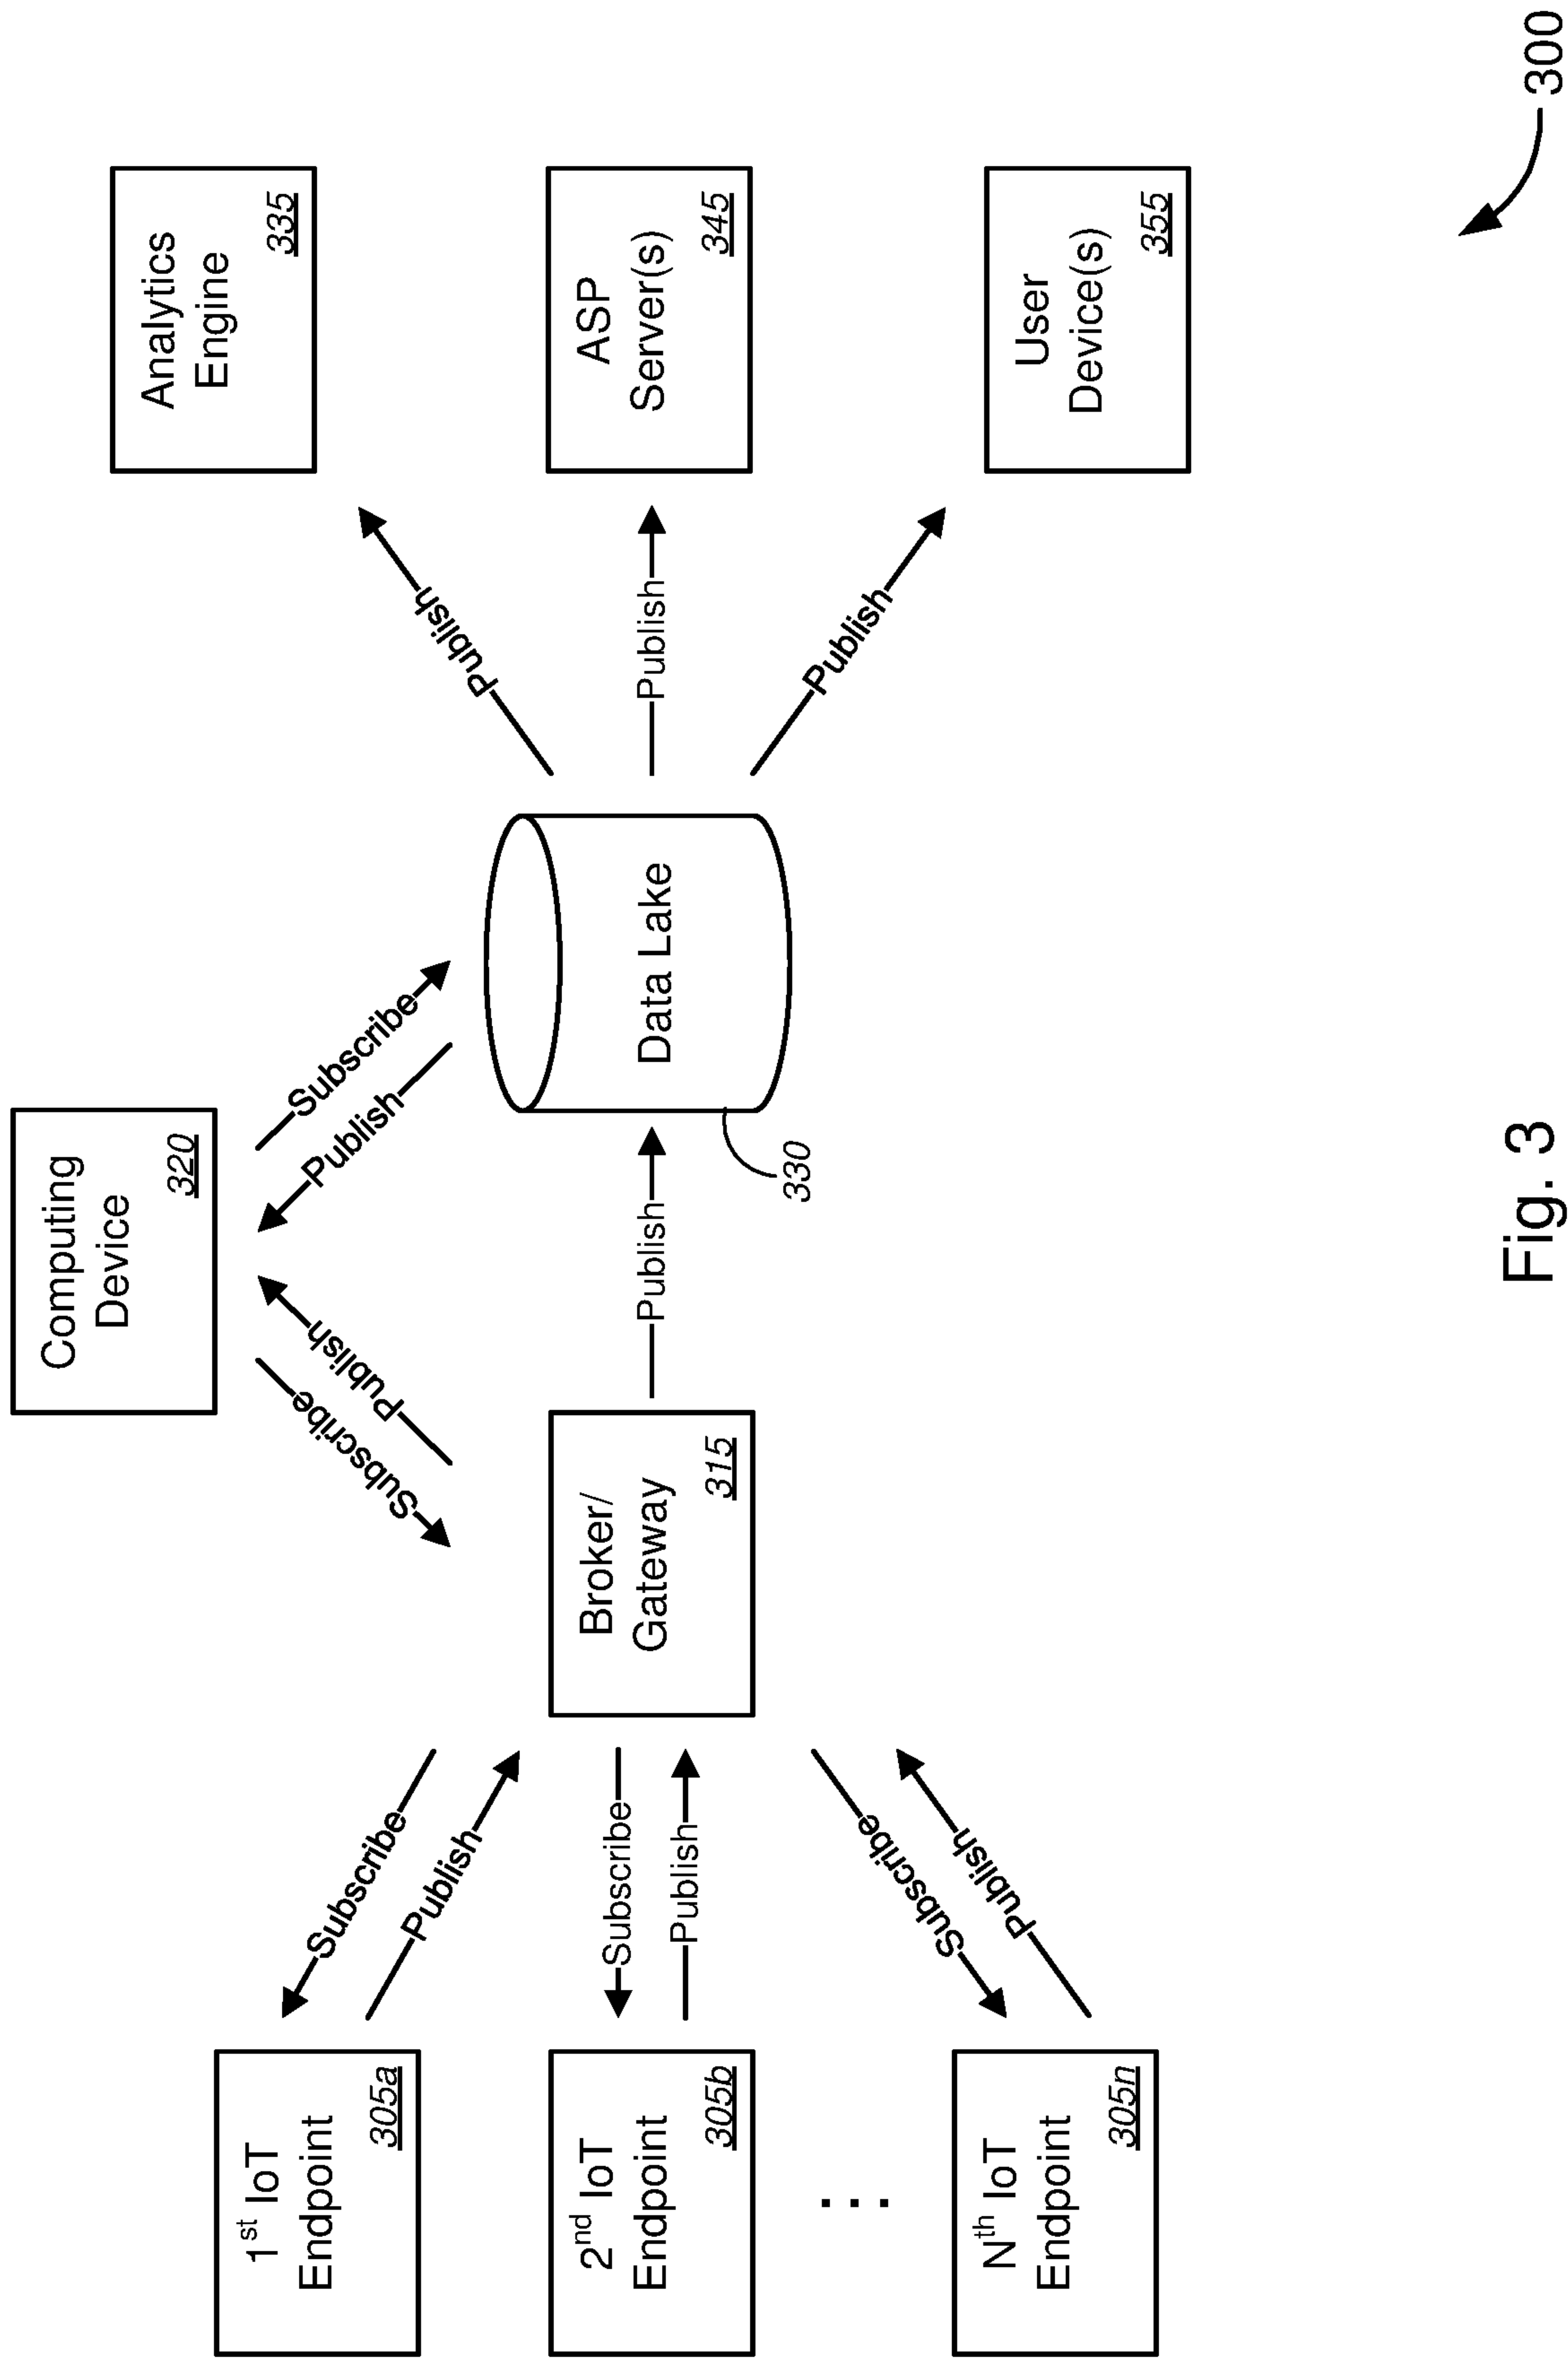 Computing
Device
320
Analytics
Engine
335
Subscribe
Publish
Publish
Subscribe
Publish
1st IoT
Endpoint
305a
Subscribe
Publish
2nd IoT
Endpoint
305b
Subscribe
Publish
Broker/
Gateway
315
Publish
Data Lake
330
Publish
ASP
Server(s)
345
...
Nth IoT
Endpoint
305n
Subscribe
Publish
Publish
User
Device(s)
355
Fig. 3
300